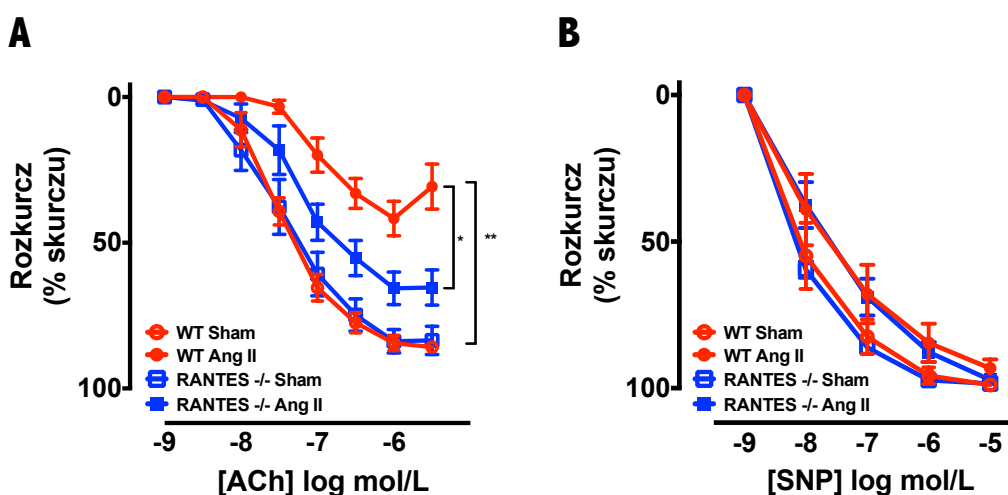 A
0
50
100
Rozkurcz
(% skurczu)
*
**
WT Sham
WT Ang II
RANTES -/- Sham
RANTES -/- Ang II
-9 -8 -7 -6
[ACh] log mol/L
B
0
50
100
Rozkurcz
(% skurczu)
WT Sham
WT Ang II
RANTES -/- Sham
RANTES -/- Ang II
-9 -8 -7 -6 -5
[SNP] log mol/L